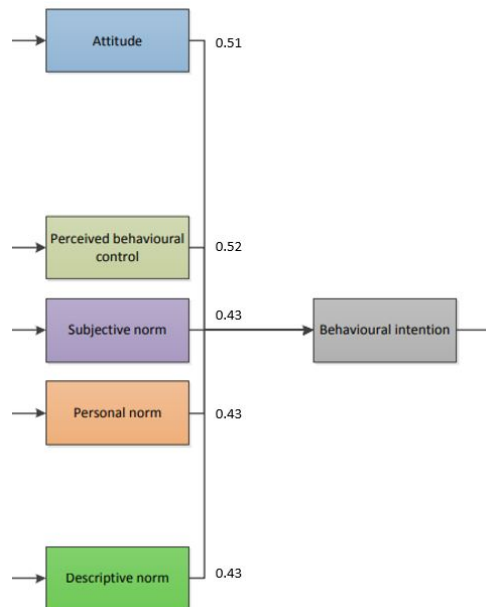 Attitude
0.51
Perceived behavioural
control
0.52
0.43
Subjective norm
Behavioural intention
Personal norm
0.43
0.43
Descriptive norm